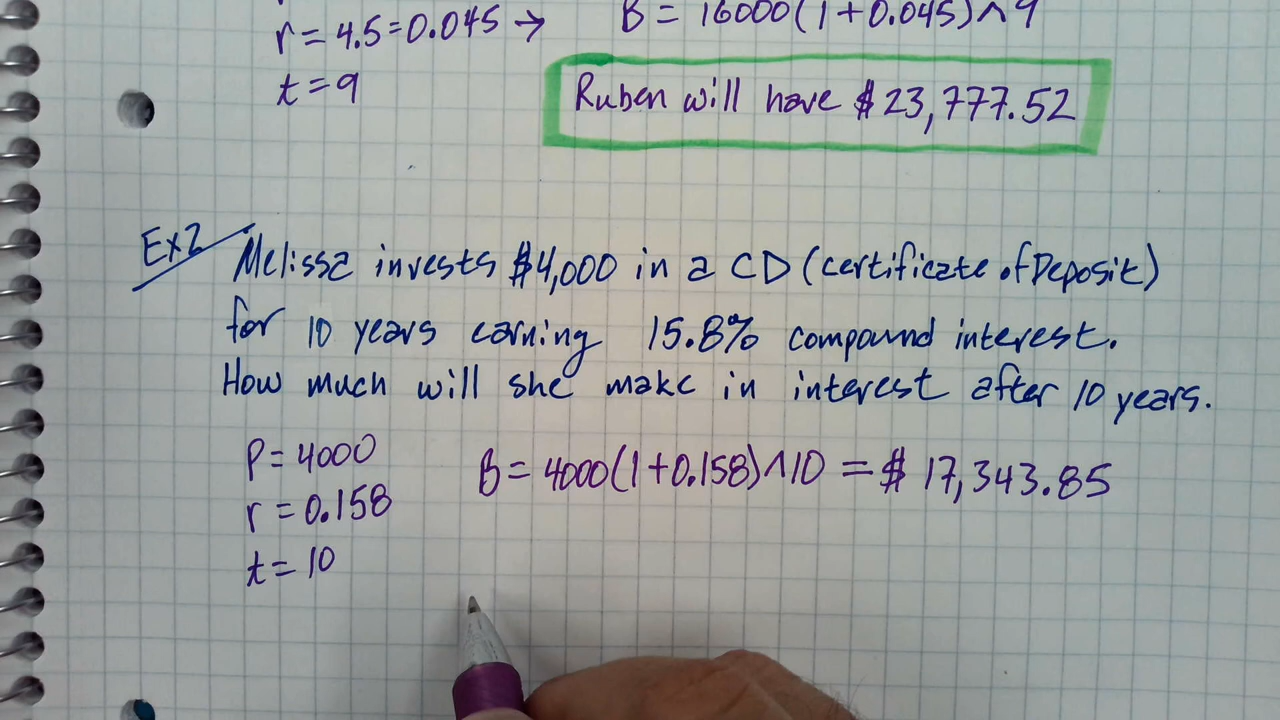 r = 4.5 = 0.045 → B = 16000(1+0.045)^9
t = 9
Ruben will have $23,777.52
Ex2 Melissa invests $4,000 in a CD (certificate of Deposit)
for 10 years earning 15.8% compound interest.
How much will she make in interest after 10 years.
P = 4000
B = 4000(1+0.158)^10 = $17,343.85
r = 0.158
t = 10